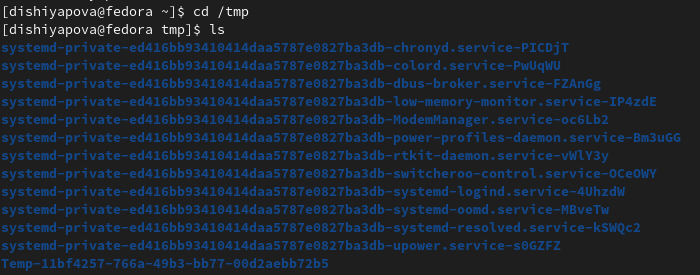 [dishiyapova@fedora ~]$ cd /tmp
[dishiyapova@fedora tmp]$ ls
systemd-private-ed416bb93410414daa5787e0827ba3db-chronyd.service-PICDjT
systemd-private-ed416bb93410414daa5787e0827ba3db-colord.service-PwUqWU
systemd-private-ed416bb93410414daa5787e0827ba3db-dbus-broker.service-FZAnGg
systemd-private-ed416bb93410414daa5787e0827ba3db-low-memory-monitor.service-IP4zdE
systemd-private-ed416bb93410414daa5787e0827ba3db-ModemManager.service-oc6Lb2
systemd-private-ed416bb93410414daa5787e0827ba3db-power-profiles-daemon.service-Bm3uGG
systemd-private-ed416bb93410414daa5787e0827ba3db-rtkit-daemon.service-vWlY3y
systemd-private-ed416bb93410414daa5787e0827ba3db-switcheroo-control.service-OCeOWY
systemd-private-ed416bb93410414daa5787e0827ba3db-systemd-logind.service-4UhzdW
systemd-private-ed416bb93410414daa5787e0827ba3db-systemd-oomd.service-MBveTw
systemd-private-ed416bb93410414daa5787e0827ba3db-systemd-resolved.service-kSWQc2
systemd-private-ed416bb93410414daa5787e0827ba3db-upower.service-s0GZFZ
Temp-11bf4257-766a-49b3-bb77-00d2aebb72b5